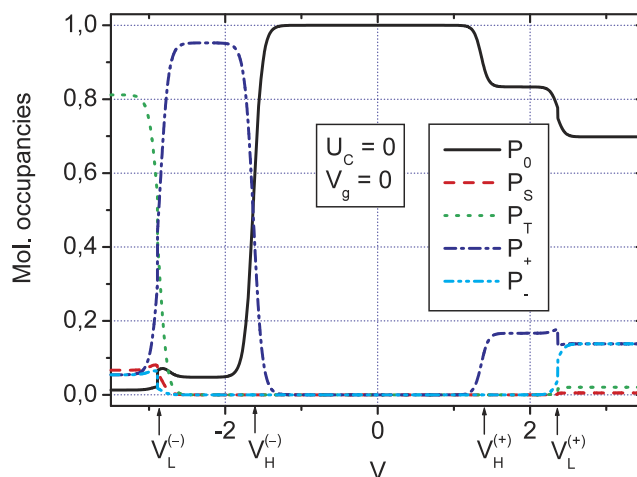 Mol. occupancies
1,0
0,8
0,6
0,4
0,2
0,0
U_C = 0
V_g = 0
P_0
P_S
P_T
P_+
P_-
-2 0 2
V_L^(-) V_H^(-) V V_H^(+) V_L^(+)